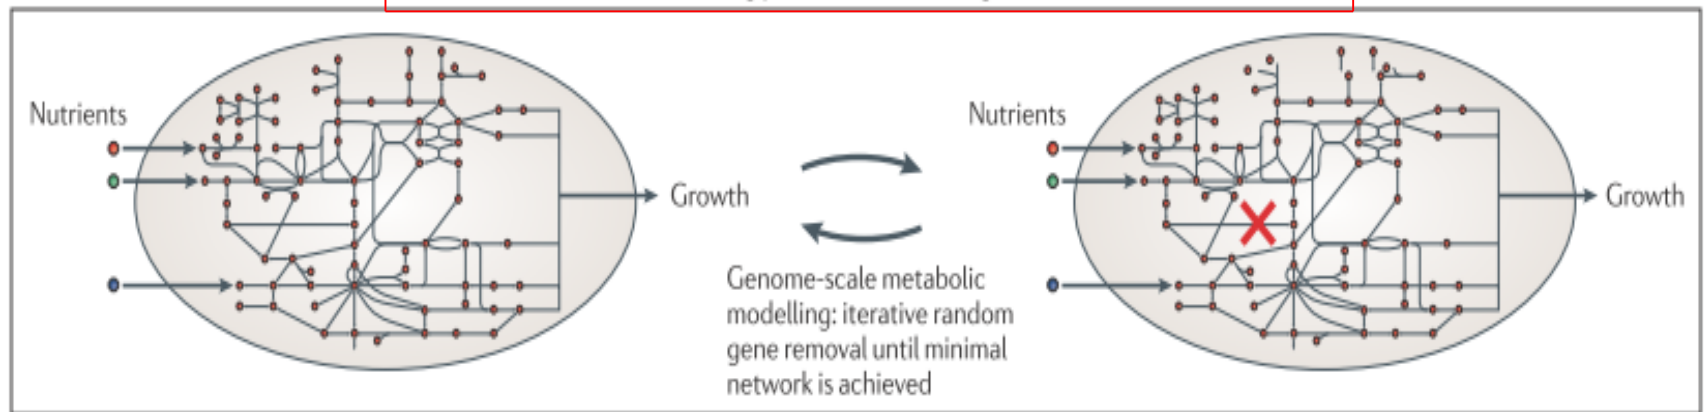 Nutrients
Growth
Genome-scale metabolic
modelling: iterative random
gene removal until minimal
network is achieved
Nutrients
Growth